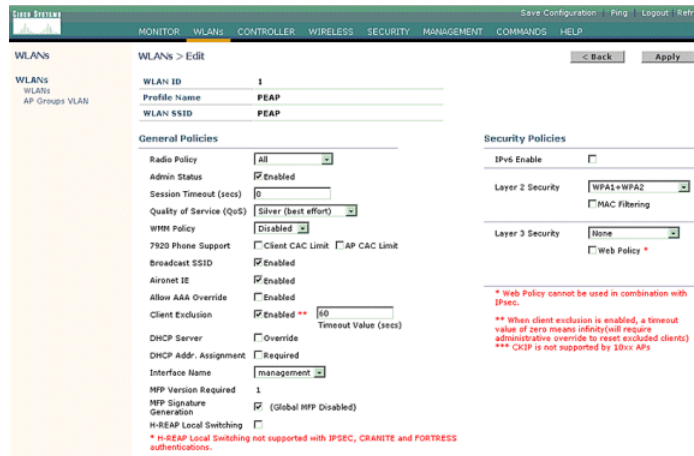 CISCO SYSTEMS
Save Configuration Ping Logout Refr
MONITOR WLANs CONTROLLER WIRELESS SECURITY MANAGEMENT COMMANDS HELP
WLANs
WLANs > Edit
< Back
Apply
WLANs
WLANs
AP Groups VLAN
WLAN ID 1
Profile Name PEAP
WLAN SSID PEAP
General Policies
Radio Policy All
Admin Status Enabled
Session Timeout (secs) 0
Quality of Service (QoS) Silver (best effort)
WMM Policy Disabled
7920 Phone Support Client CAC Limit AP CAC Limit
Broadcast SSID Enabled
Aironet IE Enabled
Allow AAA Override Enabled
Client Exclusion Enabled ** 60
Timeout Value (secs)
DHCP Server Override
DHCP Addr. Assignment Required
Interface Name management
MFP Version Required 1
MFP Signature
Generation (Global MFP Disabled)
H-REAP Local Switching
* H-REAP Local Switching not supported with IPSEC, CRANITE and FORTRESS
authentications.
Security Policies
IPv6 Enable
Layer 2 Security WPA1+WPA2
MAC Filtering
Layer 3 Security None
Web Policy *
* Web Policy cannot be used in combination with
IPsec.
** When client exclusion is enabled, a timeout
value of zero means infinity(will require
administrative override to reset excluded clients)
*** CKIP is not supported by 10xx APs